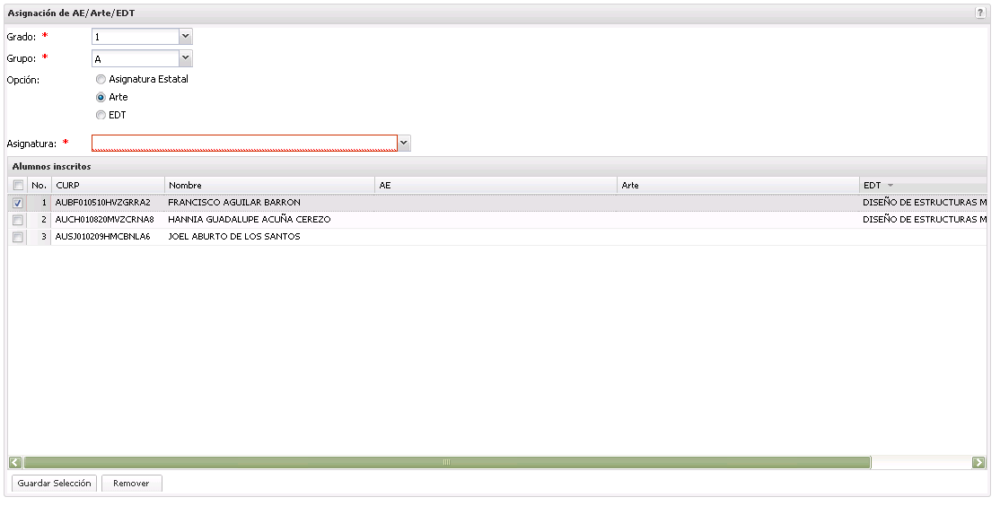 Asignación de AE/Arte/EDT ?
Grado: * 1
Grupo: * A
Opción: Asignatura Estatal
Arte
EDT
Asignatura: *
Alumnos inscritos
No. CURP Nombre AE Arte EDT
1 AUBF010510HVZGRRA2 FRANCISCO AGUILAR BARRON DISEÑO DE ESTRUCTURAS M
2 AUCH010820MVZCRNA8 HANNIA GUADALUPE ACUÑA CEREZO DISEÑO DE ESTRUCTURAS M
3 AUSJ010209HMCBNLA6 JOEL ABURTO DE LOS SANTOS
Guardar Selección Remover